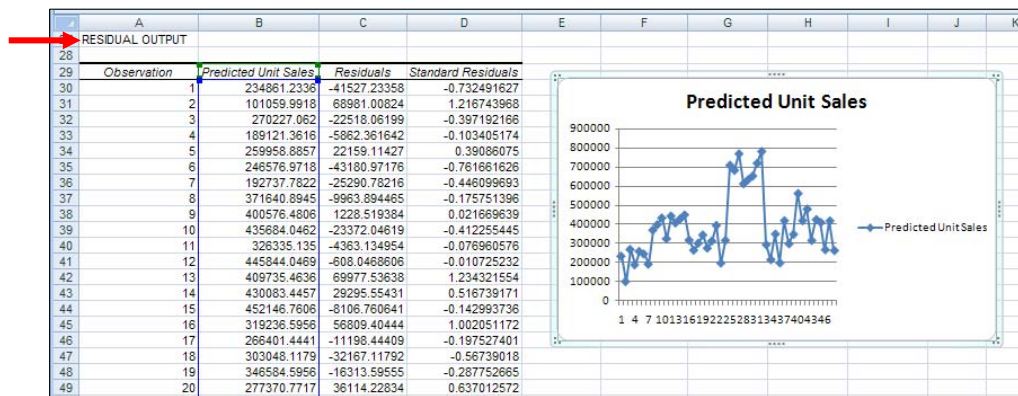 A B C D E F G H I J K
RESIDUAL OUTPUT
28
29 Observation Predicted Unit Sales Residuals Standard Residuals
30 1 234861.2336 -41527.23358 -0.732491627
31 2 101059.9918 68981.00824 1.216743968
32 3 270227.062 -22518.06199 -0.397192166
33 4 189121.3616 -5862.361642 -0.103405174
34 5 259958.8857 22159.11427 0.39086075
35 6 246576.9718 -43180.97176 -0.761661626
36 7 192737.7822 -25290.78216 -0.446099693
37 8 371640.8945 -9963.894465 -0.175751396
38 9 400576.4806 1228.519384 0.021669639
39 10 435684.0462 -23372.04619 -0.412255445
40 11 326335.135 -4363.134954 -0.076960576
41 12 445844.0469 -608.0468606 -0.010725232
42 13 409735.4636 69977.53638 1.234321554
43 14 430083.4457 29295.55431 0.516739171
44 15 452146.7606 -8106.760641 -0.142993736
45 16 319236.5956 56809.40444 1.002051172
46 17 266401.4441 -11198.44409 -0.197527401
47 18 303048.1179 -32167.11792 -0.56739018
48 19 346584.5956 -16313.59555 -0.287752665
49 20 277370.7717 36114.22834 0.637012572
Predicted Unit Sales
900000
800000
700000
600000
500000
400000
300000
200000
100000
0
1 4 7 10131619222528313437404346
Predicted Unit Sales